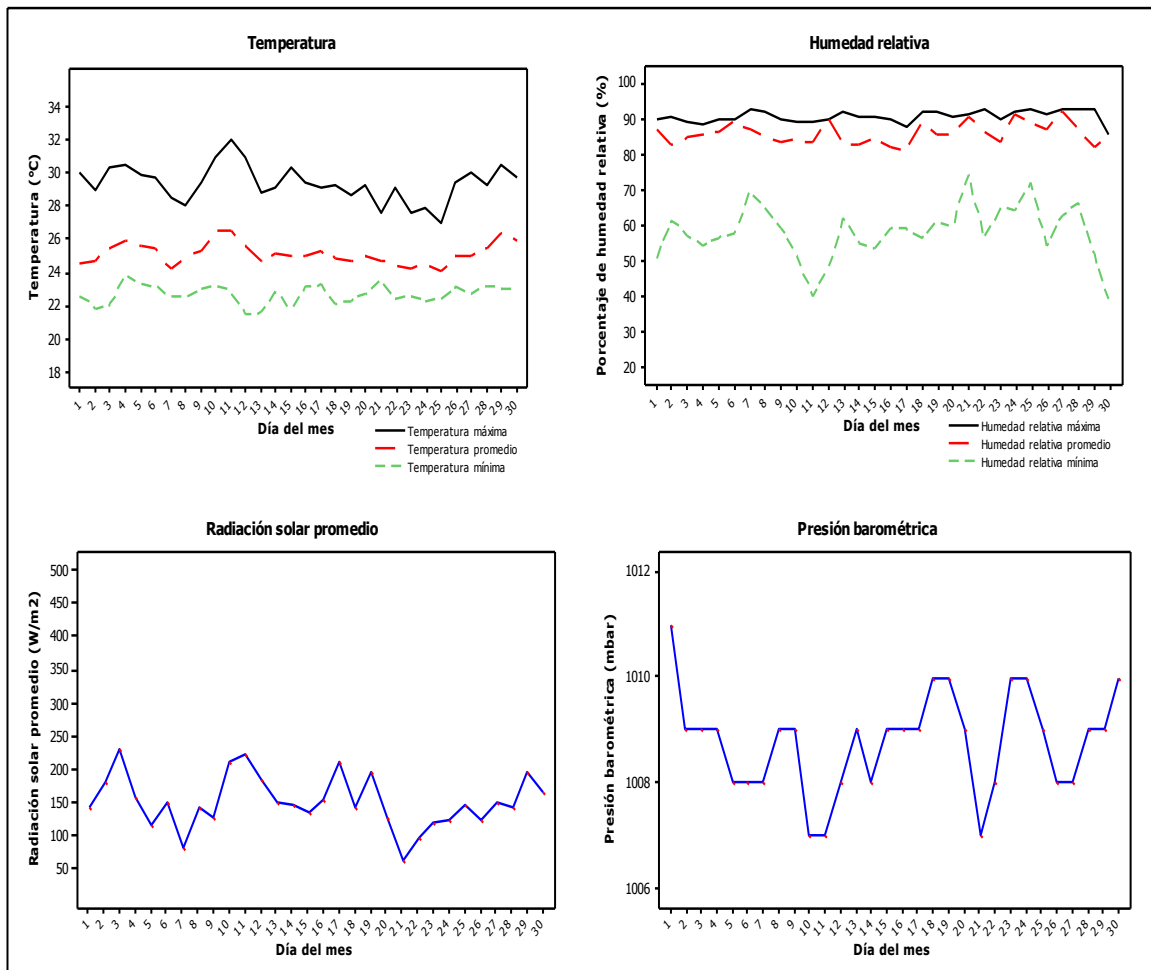 Temperatura
Temperatura (°C)
34
32
30
28
26
24
22
20
18
1 2 3 4 5 6 7 8 9 10 11 12 13 14 15 16 17 18 19 20 21 22 23 24 25 26 27 28 29 30
Día del mes
Temperatura máxima
Temperatura promedio
Temperatura mínima
Humedad relativa
Porcentaje de humedad relativa (%)
100
90
80
70
60
50
40
30
20
1 2 3 4 5 6 7 8 9 10 11 12 13 14 15 16 17 18 19 20 21 22 23 24 25 26 27 28 29 30
Día del mes
Humedad relativa máxima
Humedad relativa promedio
Humedad relativa mínima
Radiación solar promedio
Radiación solar promedio (W/m2)
500
450
400
350
300
250
200
150
100
50
1 2 3 4 5 6 7 8 9 10 11 12 13 14 15 16 17 18 19 20 21 22 23 24 25 26 27 28 29 30
Día del mes
Presión barométrica
Presión barométrica (mbar)
1012
1010
1008
1006
1 2 3 4 5 6 7 8 9 10 11 12 13 14 15 16 17 18 19 20 21 22 23 24 25 26 27 28 29 30
Día del mes